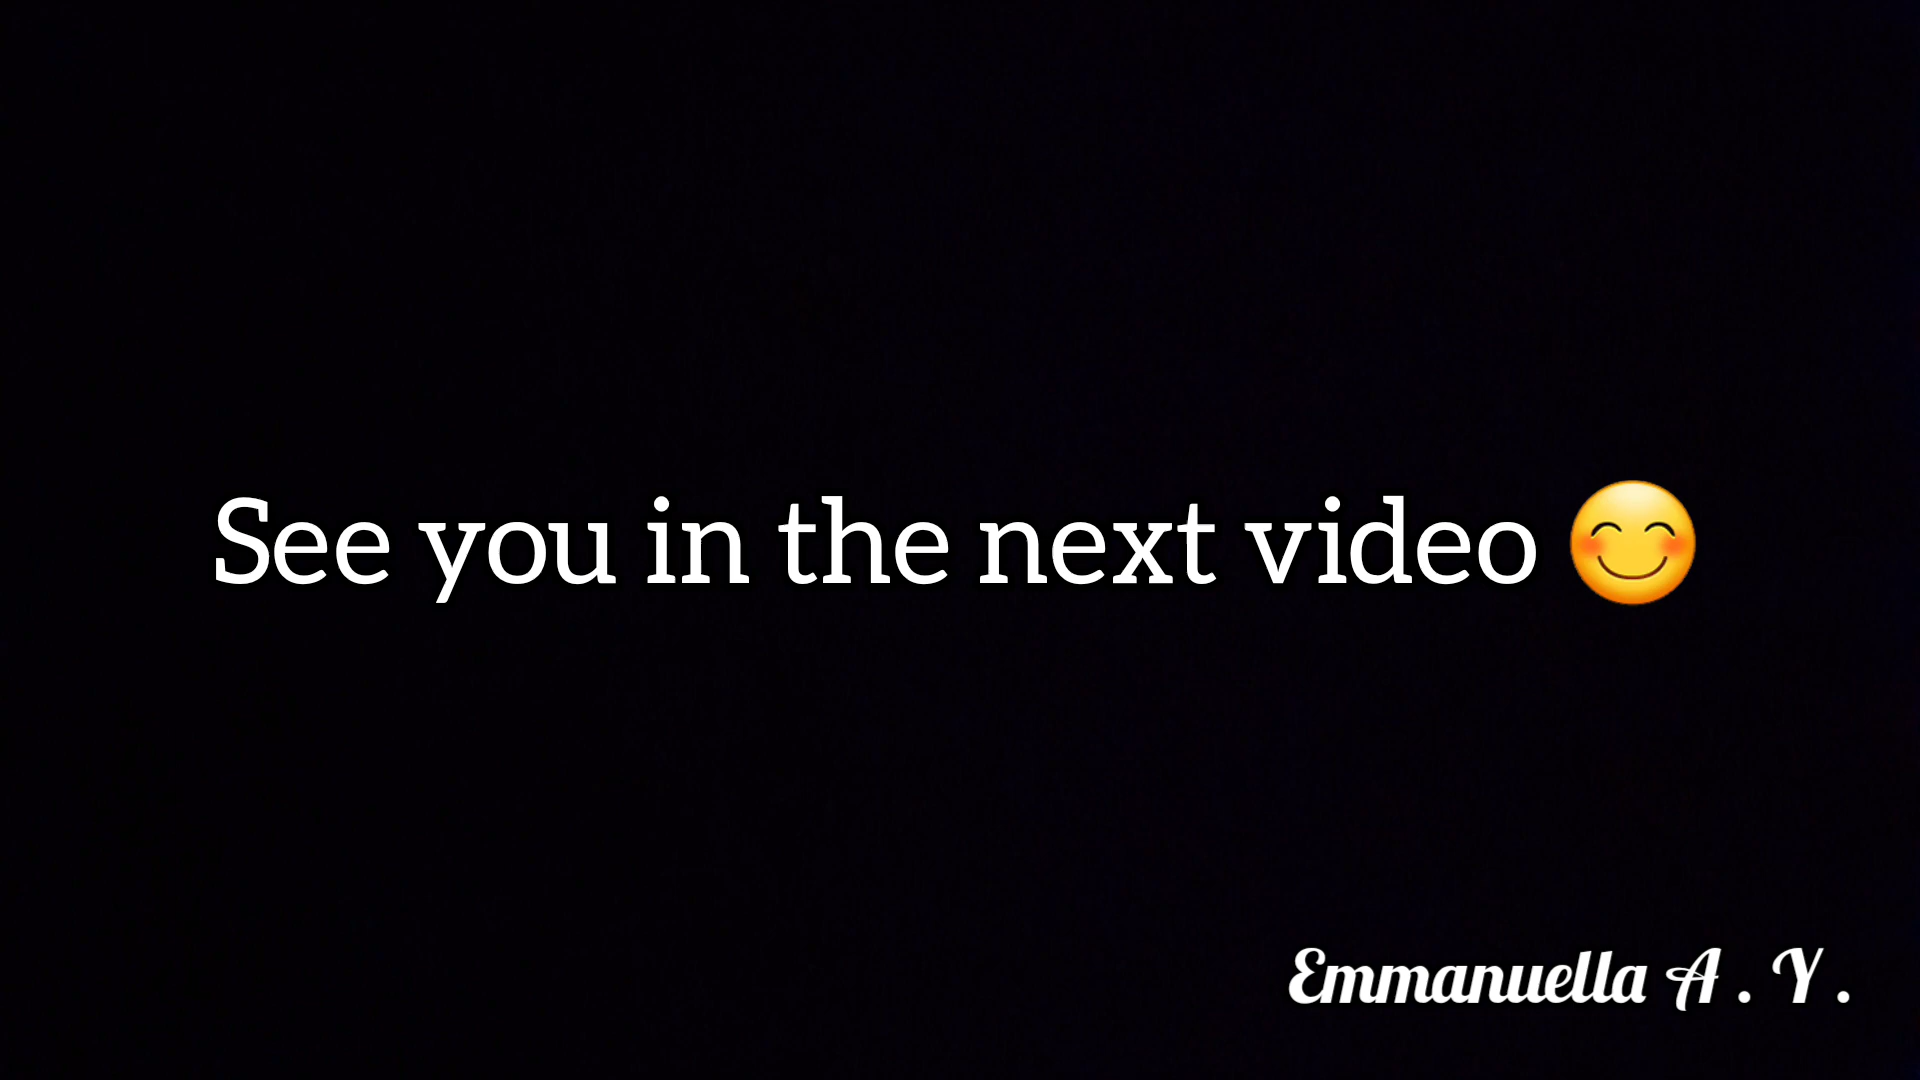 See you in the next video 😊
Emmanuella A . Y .